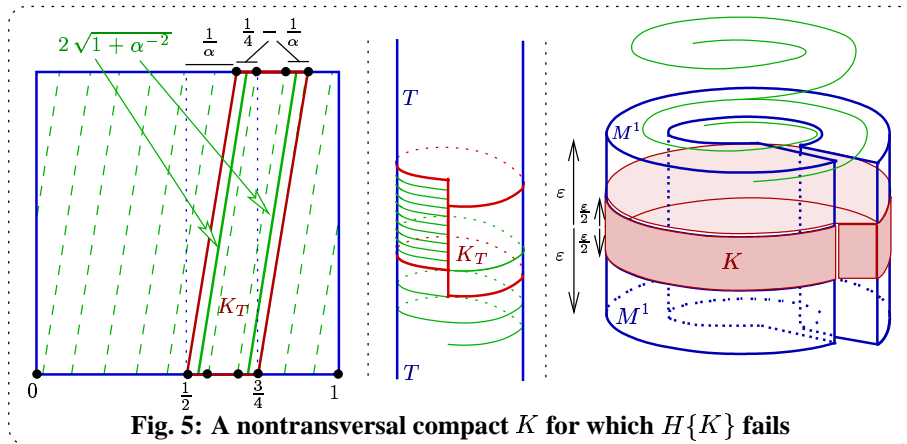 2 √(1 + α⁻²)
1/α
1/4 − 1/α
K_T
0
1/2
3/4
1
T
K_T
T
M¹
ε
ε/2
ε
ε/2
K
M¹
Fig. 5: A nontransversal compact K for which H{K} fails